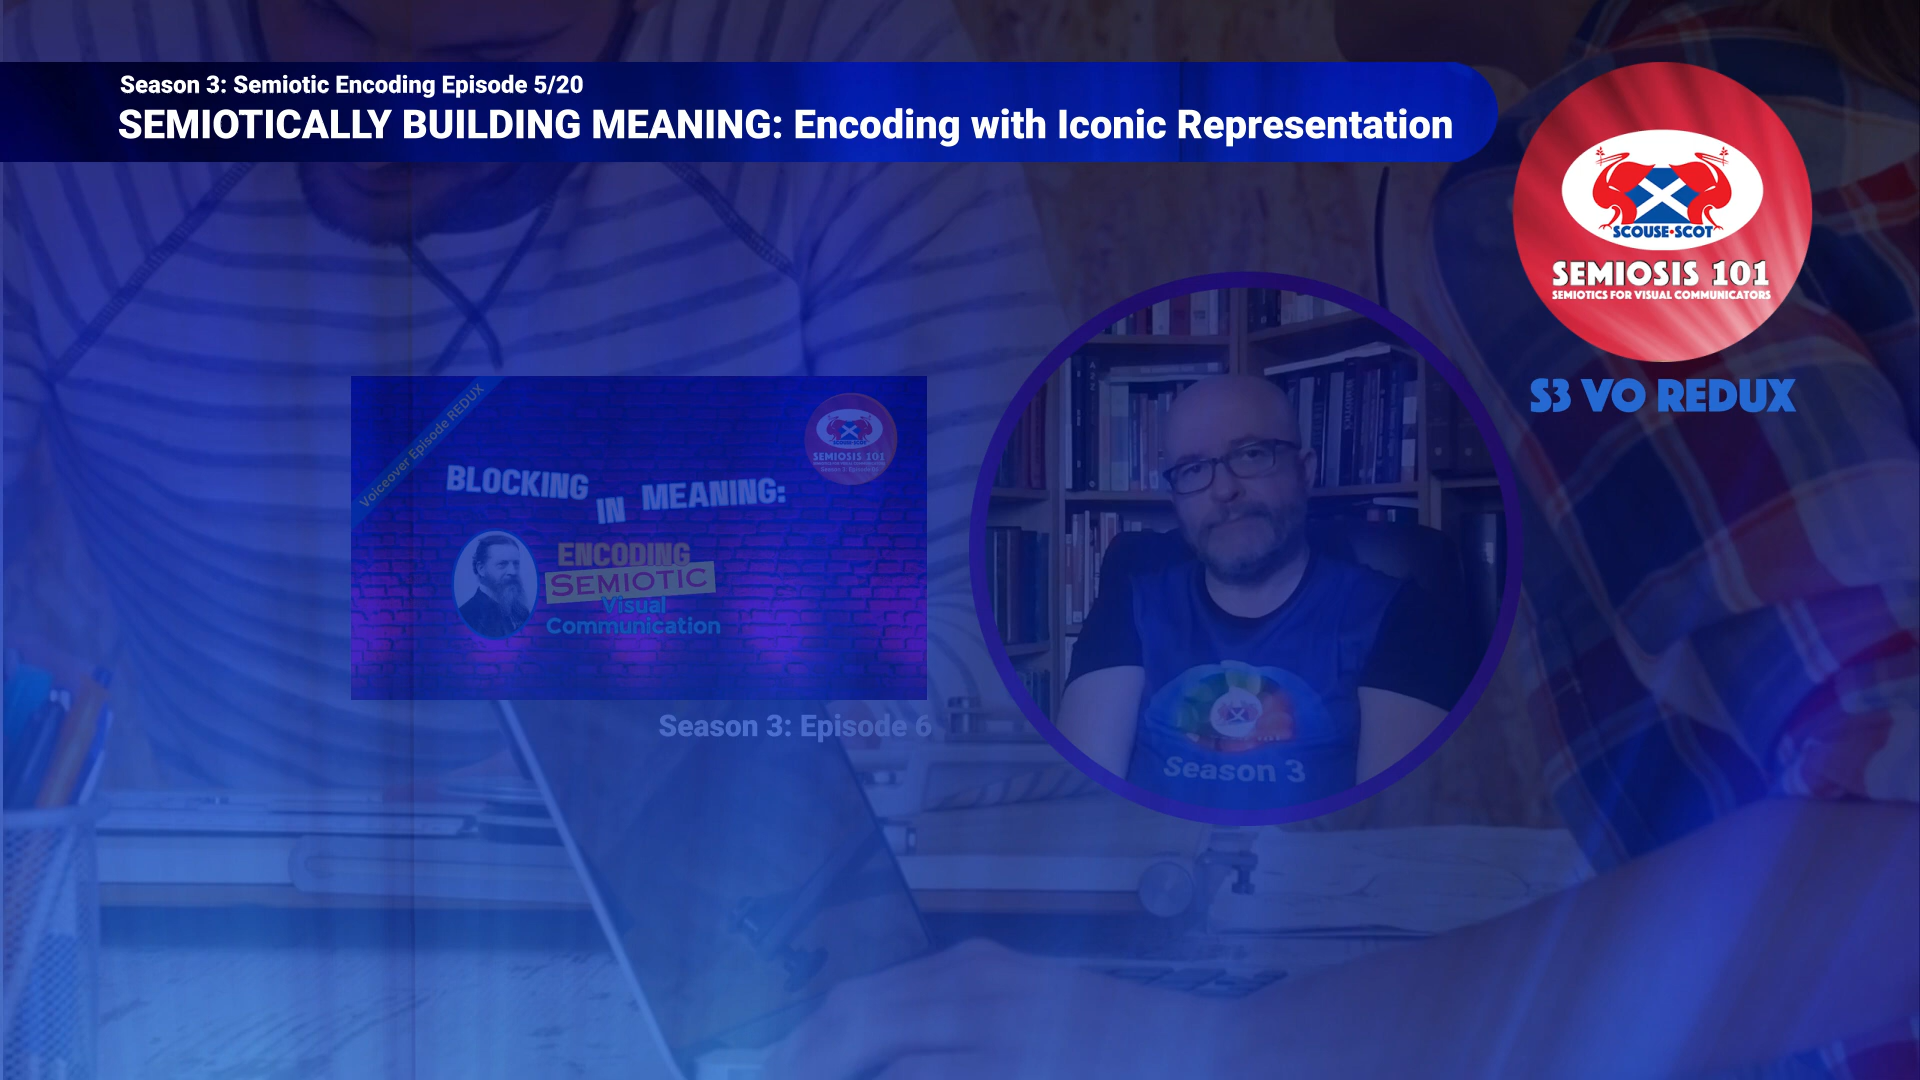 Season 3: Semiotic Encoding Episode 5/20
SEMIOTICALLY BUILDING MEANING: Encoding with Iconic Representation
SCOUSE•SCOT
SEMIOSIS 101
SEMIOTICS FOR VISUAL COMMUNICATORS
S3 VO REDUX
Voiceover Episode REDUX
SEMIOSIS 101
BLOCKING
IN
MEANING:
ENCODING
SEMIOTIC
Visual
Communication
Season 3: Episode 6
Season 3